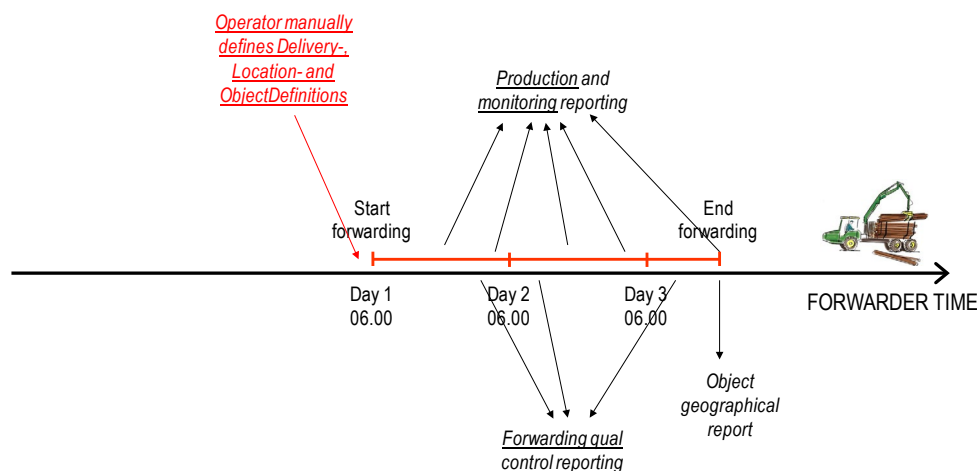 Operator manually
defines Delivery-,
Location- and
ObjectDefinitions
Production and
monitoring reporting
Start
forwarding
End
forwarding
Day 1
06.00
Day 2
06.00
Day 3
06.00
FORWARDER TIME
Object
geographical
report
Forwarding qual
control reporting